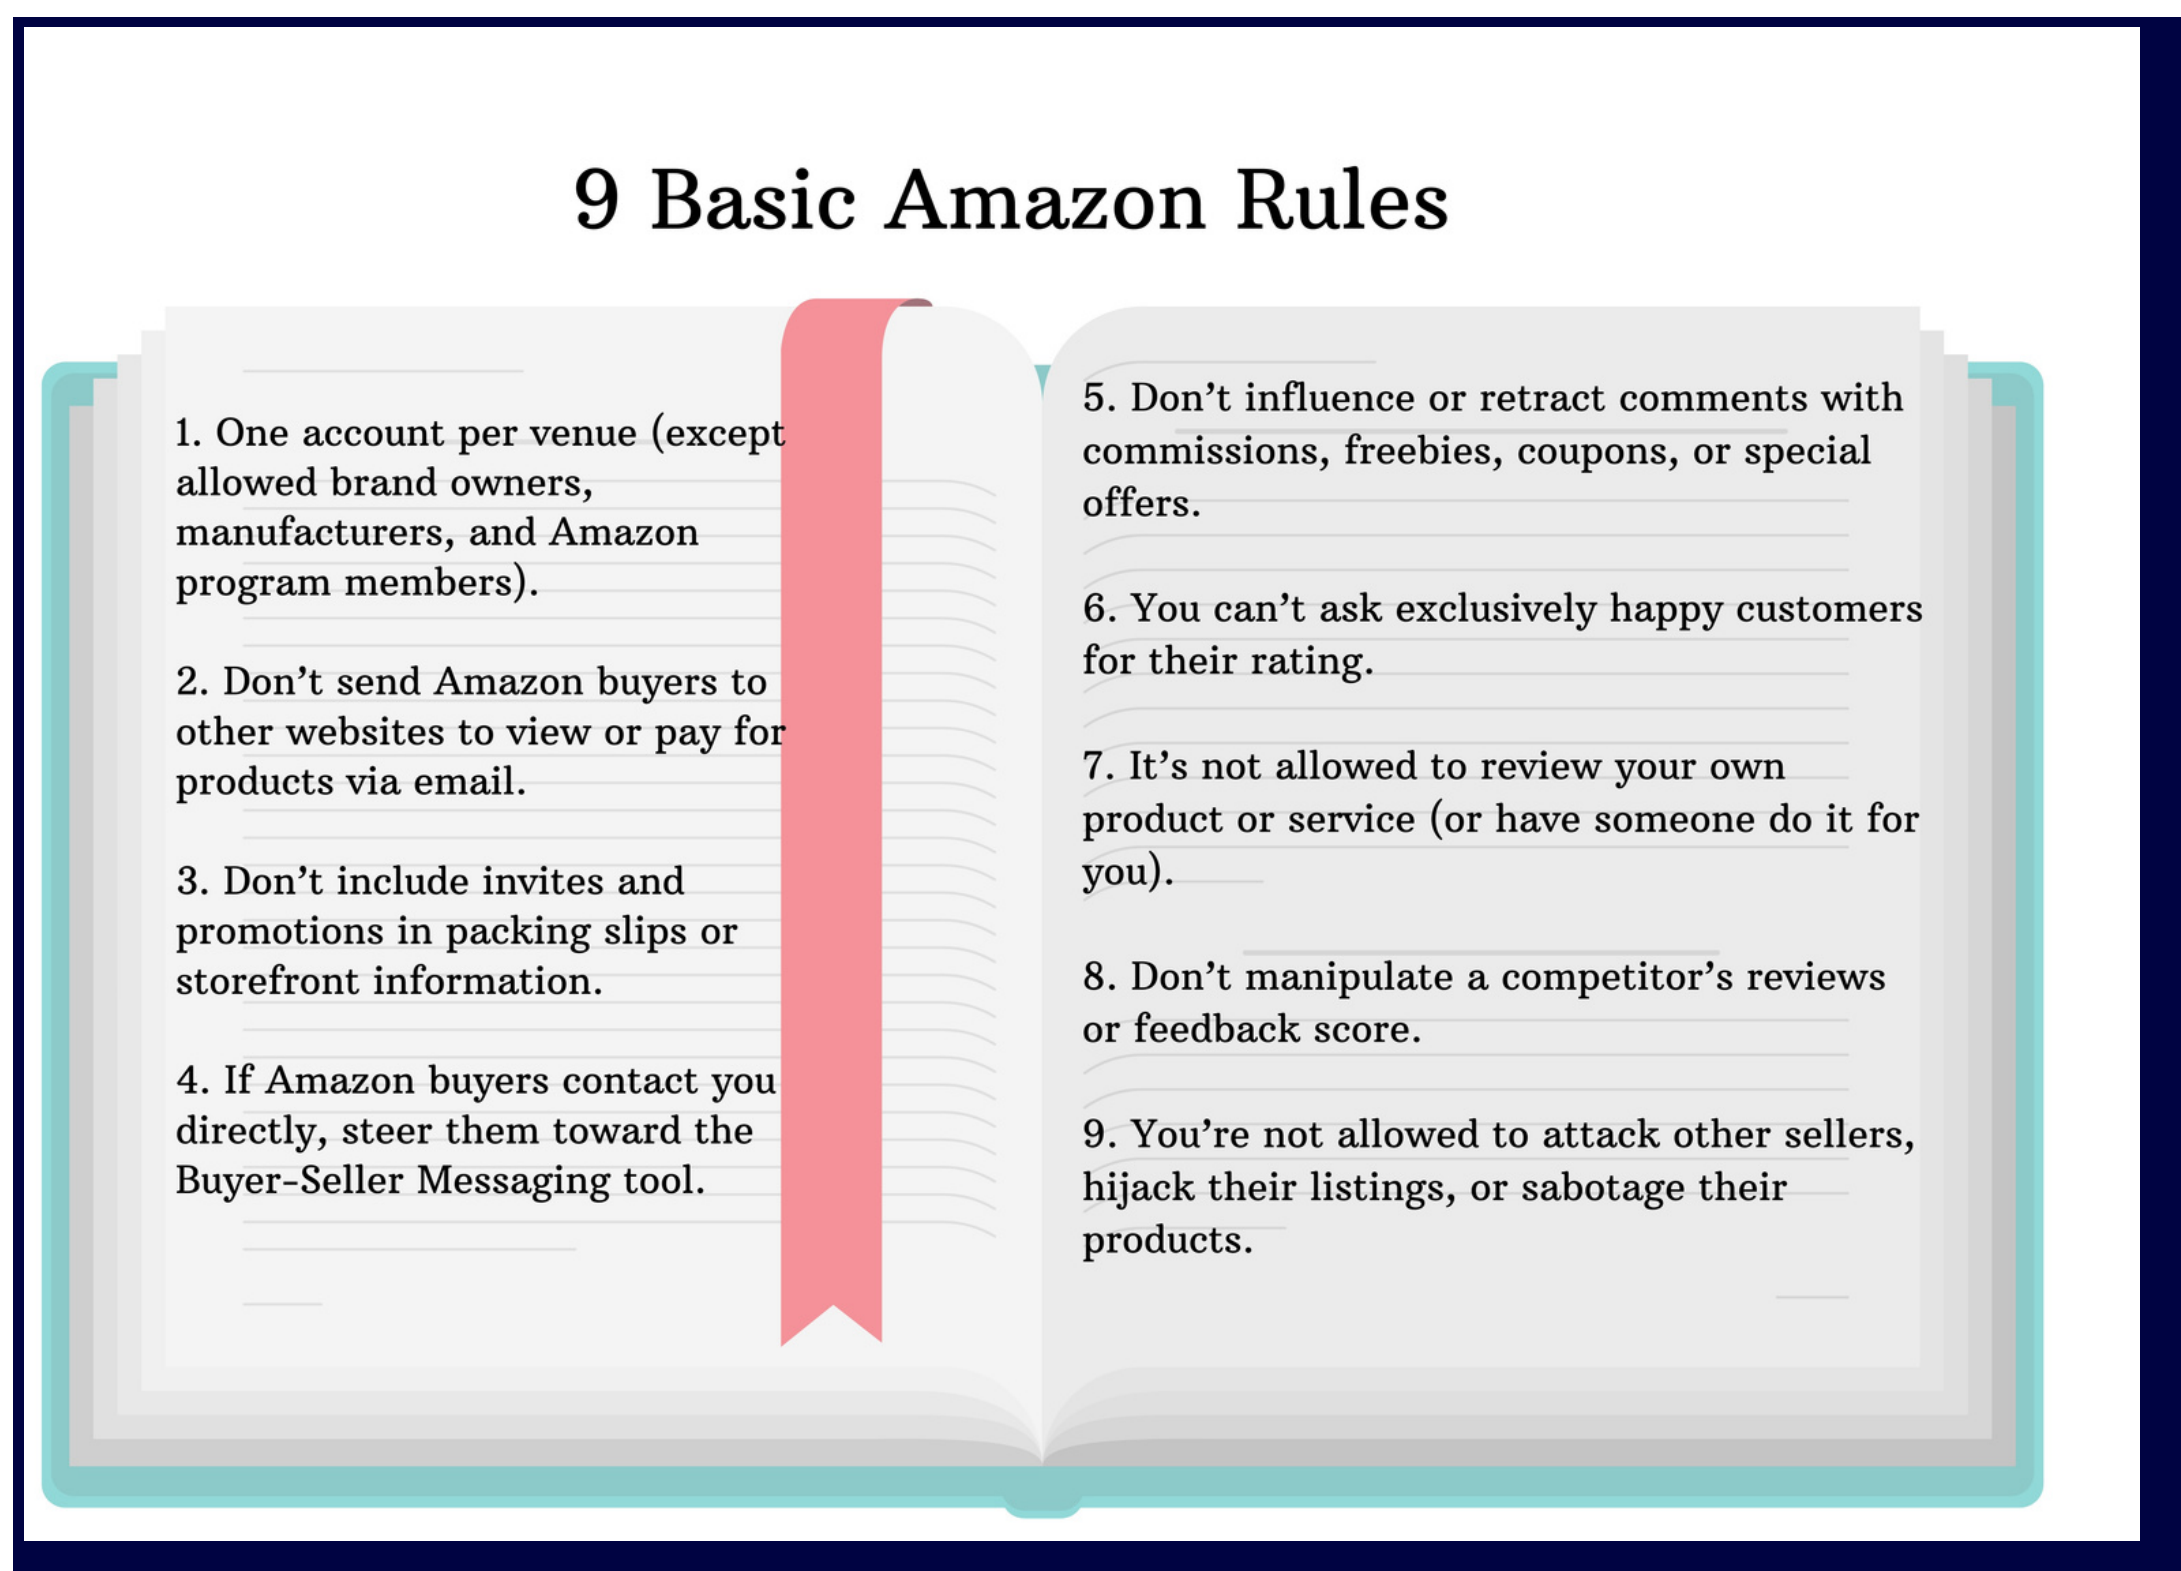 9 Basic Amazon Rules
1. One account per venue (except
allowed brand owners,
manufacturers, and Amazon
program members).
2. Don’t send Amazon buyers to
other websites to view or pay for
products via email.
3. Don’t include invites and
promotions in packing slips or
storefront information.
4. If Amazon buyers contact you
directly, steer them toward the
Buyer-Seller Messaging tool.
5. Don’t influence or retract comments with
commissions, freebies, coupons, or special
offers.
6. You can’t ask exclusively happy customers
for their rating.
7. It’s not allowed to review your own
product or service (or have someone do it for
you).
8. Don’t manipulate a competitor’s reviews
or feedback score.
9. You’re not allowed to attack other sellers,
hijack their listings, or sabotage their
products.